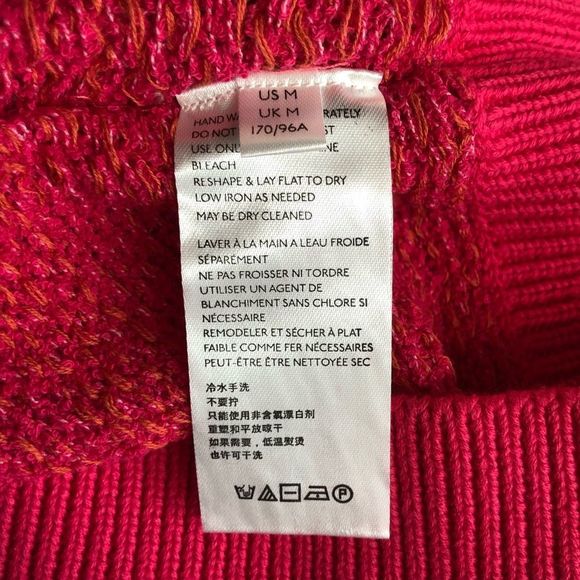 US M
UK M
170/96A
HAND WA RATELY
DO NOT ST
USE ONL NE
BLEACH
RESHAPE & LAY FLAT TO DRY
LOW IRON AS NEEDED
MAY BE DRY CLEANED
LAVER À LA MAIN A LEAU FROIDE
SÉPARÉMENT
NE PAS FROISSER NI TORDRE
UTILISER UN AGENT DE
BLANCHIMENT SANS CHLORE SI
NÉCESSAIRE
REMODELER ET SÉCHER À PLAT
FAIBLE COMME FER NÉCESSAIRES
PEUT-ÊTRE ÊTRE NETTOYÉE SEC
冷水手洗
不要拧
只能使用非含氯漂白剂
重塑和平放晾干
如果需要，低温熨烫
也许可干洗
P